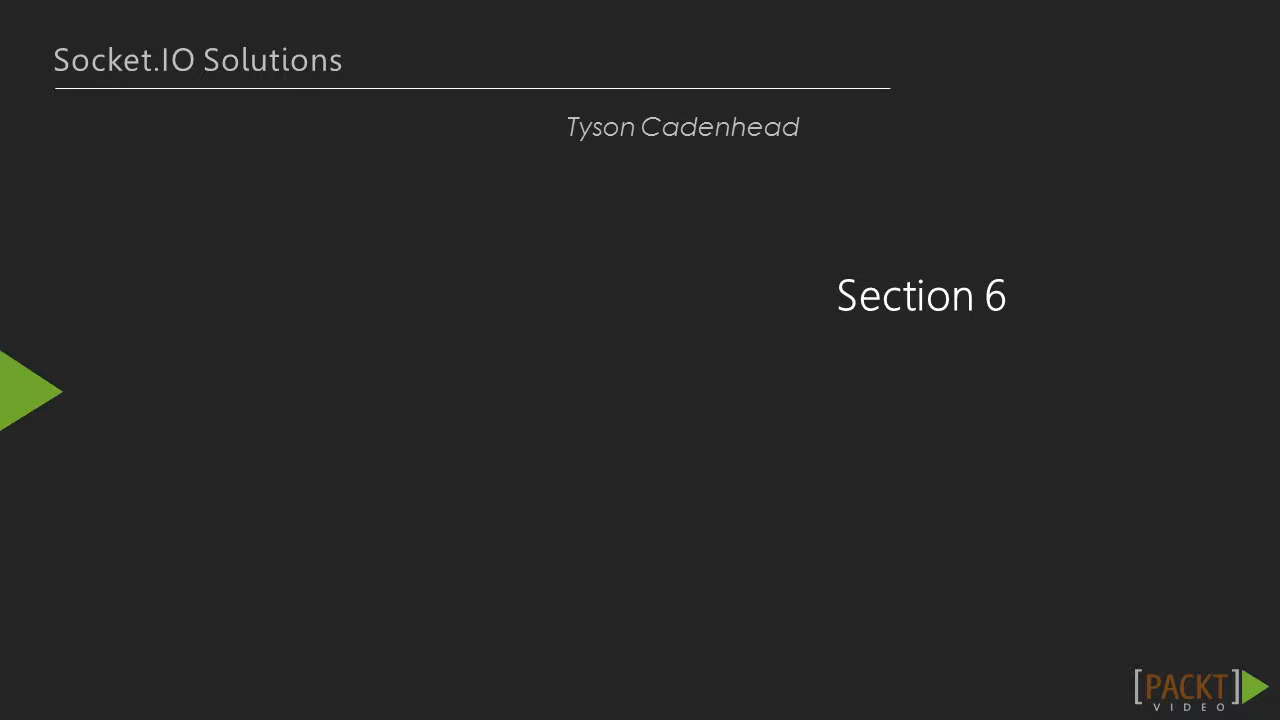 Socket.IO Solutions
Tyson Cadenhead
Section 6
[PACKT]
VIDEO